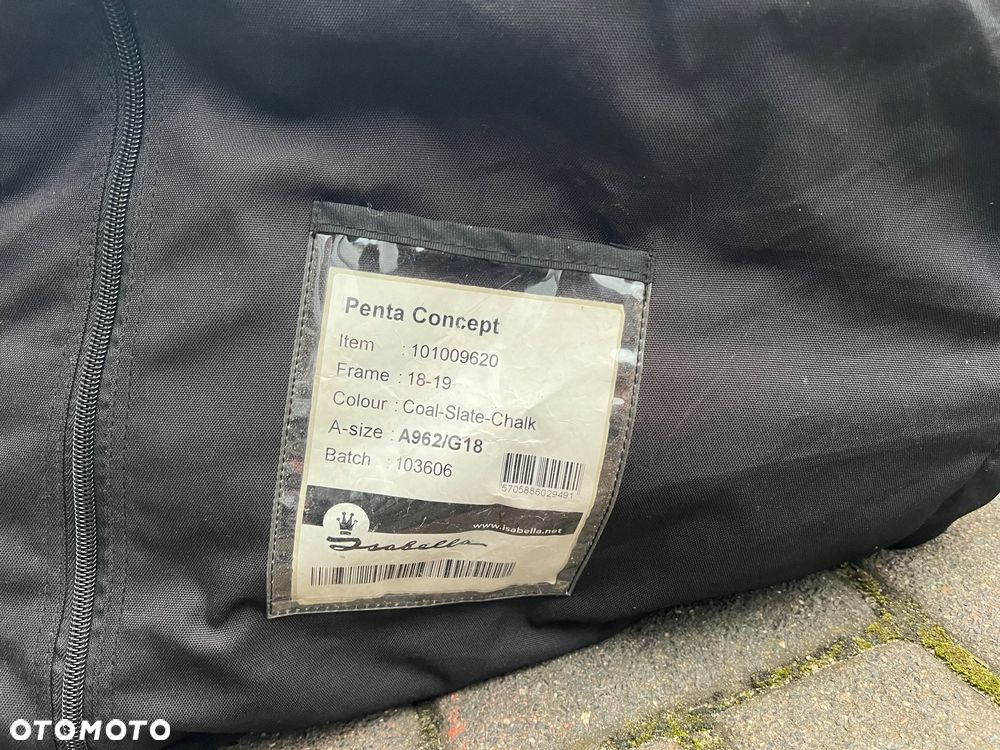 Penta Concept
Item : 101009620
Frame : 18-19
Colour : Coal-Slate-Chalk
A-size : A962/G18
Batch : 103606
5705886029491
www.isabella.net
Isabella
OTOMOTO